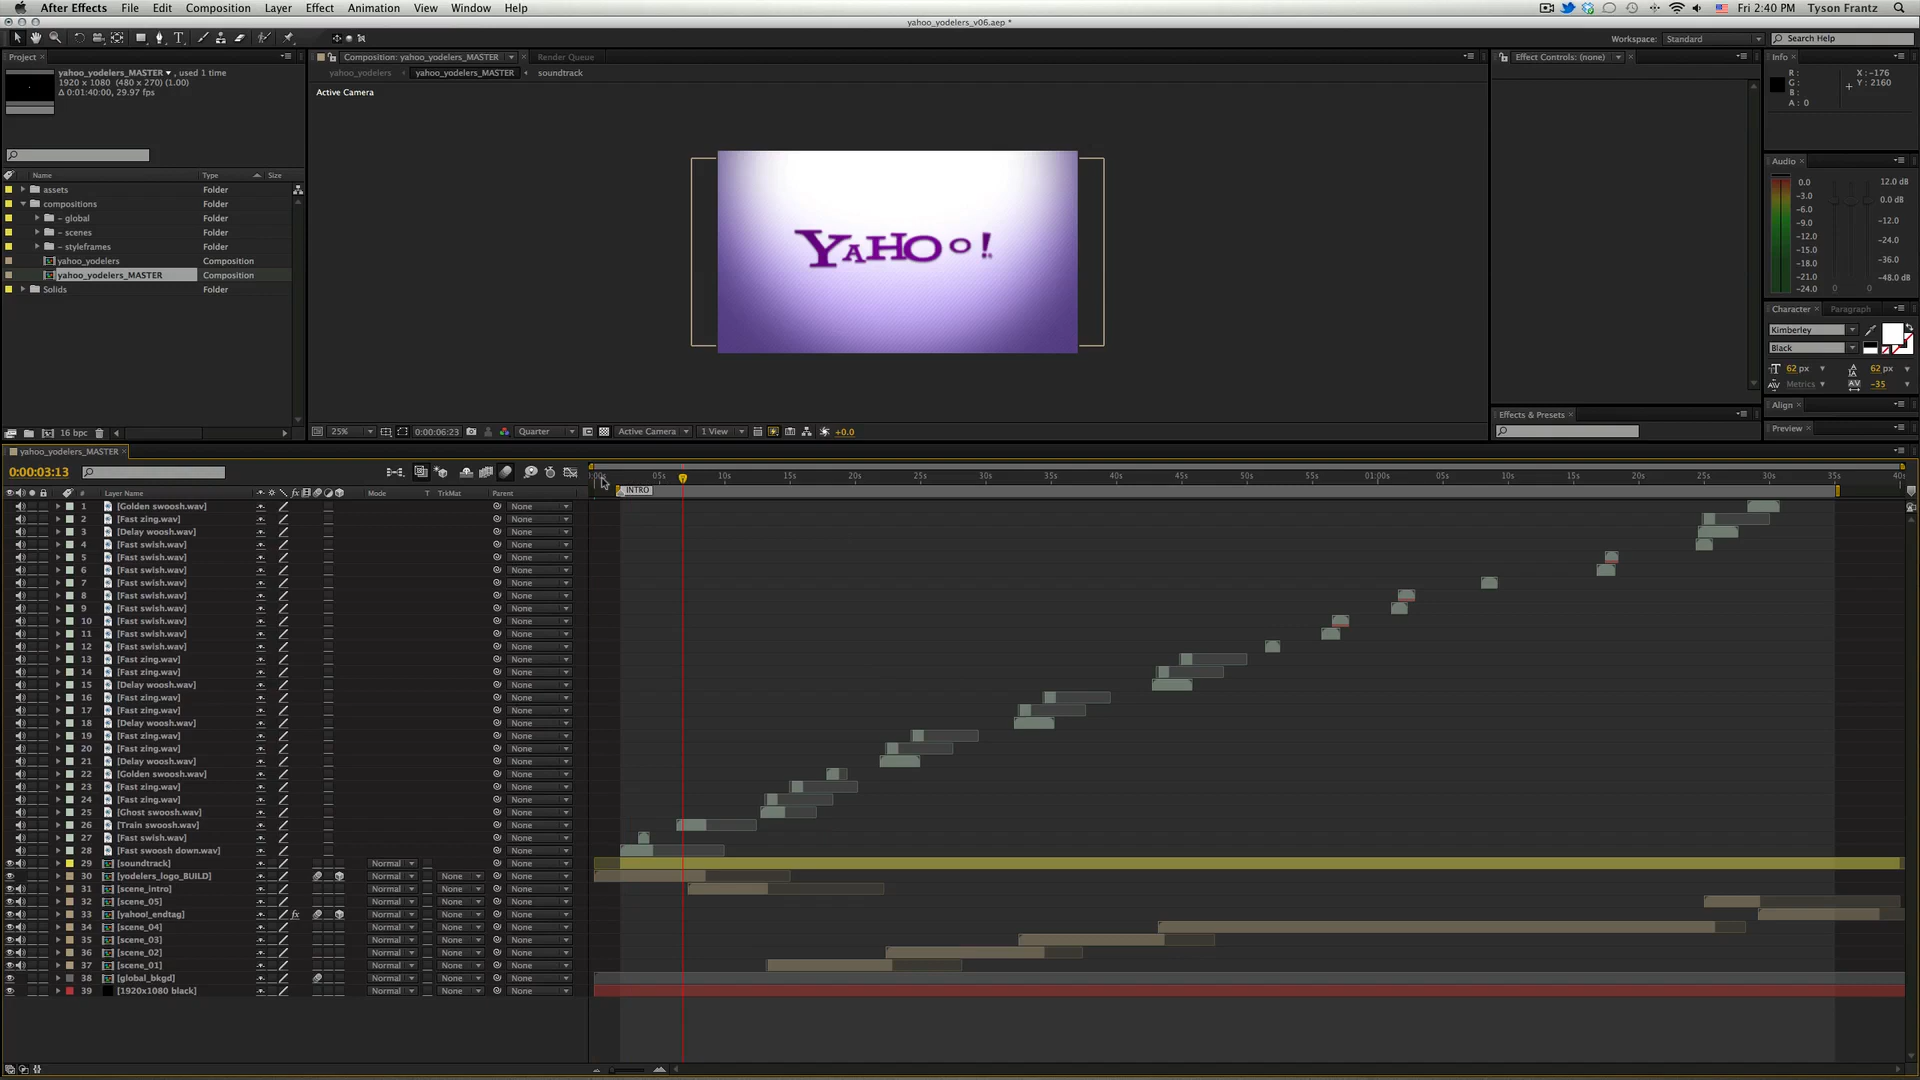 After Effects File Edit Composition Layer Effect Animation View Window Help Fri 2:40 PM Tyson Frantz
yahoo_yodelers_v06.aep *
Workspace: Standard Search Help
Project Composition: yahoo_yodelers_MASTER Render Queue Effect Controls: (none) Info
yahoo_yodelers_MASTER , used 1 time
1920 x 1080 (480 x 270) (1.00)
Δ 0:01:40:00, 29.97 fps
yahoo_yodelers yahoo_yodelers_MASTER soundtrack
Active Camera
R: X: -176
G: Y: 2160
B:
A: 0
YAHOO!
Name Type Size
assets Folder
compositions Folder
- global Folder
- scenes Folder
- styleframes Folder
yahoo_yodelers Composition
yahoo_yodelers_MASTER Composition
Solids Folder
Audio
0.0 12.0 dB
-3.0 0.0 dB
-6.0
-9.0 -12.0
-12.0 -24.0
-15.0
-18.0 -36.0
-21.0 -48.0 dB
-24.0 0 0
Character Paragraph
Kimberley
Black
62 px 62 px
Metrics -35
Align
Effects & Presets
Preview
16 bpc 25% 0:00:06:23 Quarter Active Camera 1 View +0.0
yahoo_yodelers_MASTER
0:00:03:13
:00s 05s 10s 15s 20s 25s 30s 35s 40s 45s 50s 55s 01:00s 05s 10s 15s 20s 25s 30s 35s 40s
INTRO
# Layer Name Mode T TrkMat Parent
1 [Golden swoosh.wav] None
2 [Fast zing.wav] None
3 [Delay woosh.wav] None
4 [Fast swish.wav] None
5 [Fast swish.wav] None
6 [Fast swish.wav] None
7 [Fast swish.wav] None
8 [Fast swish.wav] None
9 [Fast swish.wav] None
10 [Fast swish.wav] None
11 [Fast swish.wav] None
12 [Fast swish.wav] None
13 [Fast zing.wav] None
14 [Fast zing.wav] None
15 [Delay woosh.wav] None
16 [Fast zing.wav] None
17 [Fast zing.wav] None
18 [Delay woosh.wav] None
19 [Fast zing.wav] None
20 [Fast zing.wav] None
21 [Delay woosh.wav] None
22 [Golden swoosh.wav] None
23 [Fast zing.wav] None
24 [Fast zing.wav] None
25 [Ghost swoosh.wav] None
26 [Train swoosh.wav] None
27 [Fast swish.wav] None
28 [Fast swoosh down.wav] None
29 [soundtrack] Normal None
30 [yodelers_logo_BUILD] Normal None None
31 [scene_intro] Normal None None
32 [scene_05] Normal None None
33 [yahoo!_endtag] fx Normal None None
34 [scene_04] Normal None None
35 [scene_03] Normal None None
36 [scene_02] Normal None None
37 [scene_01] Normal None None
38 [global_bkgd] Normal None None
39 [1920x1080 black] Normal None None